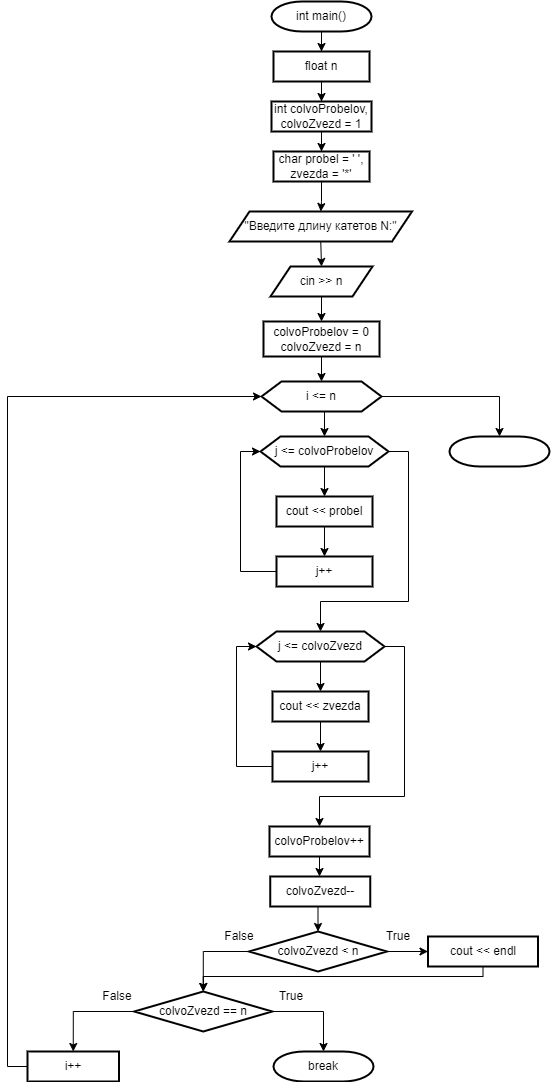 int main()
float n
int colvoProbelov,
colvoZvezd = 1
char probel = ' ',
zvezda = '*'
"Введите длину катетов N:"
cin >> n
colvoProbelov = 0
colvoZvezd = n
i <= n
j <= colvoProbelov
cout << probel
j++
j <= colvoZvezd
cout << zvezda
j++
colvoProbelov++
colvoZvezd--
False
True
colvoZvezd < n
cout << endl
False
True
colvoZvezd == n
i++
break